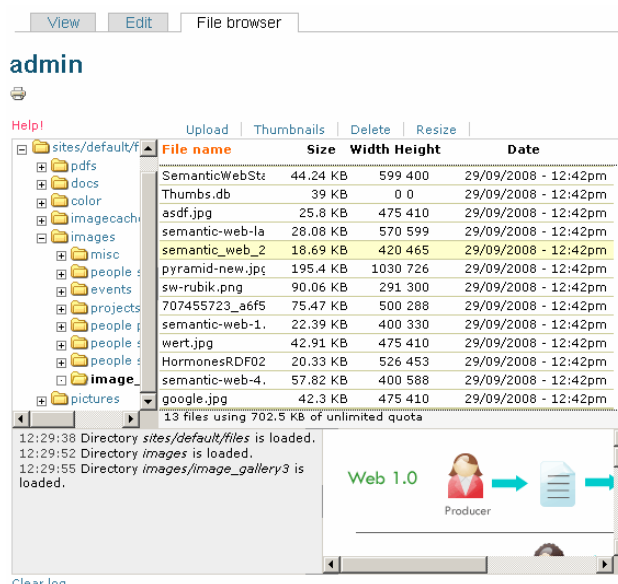 View Edit File browser
admin
Help!
Upload Thumbnails Delete Resize
sites/default/f
pdfs
docs
color
imagecach
images
misc
people s
events
projects
people p
people s
people s
image_
pictures
File name Size Width Height Date
SemanticWebSta 44.24 KB 599 400 29/09/2008 - 12:42pm
Thumbs.db 39 KB 0 0 29/09/2008 - 12:42pm
asdf.jpg 25.8 KB 475 410 29/09/2008 - 12:42pm
semantic-web-la 28.08 KB 570 599 29/09/2008 - 12:42pm
semantic_web_2 18.69 KB 420 465 29/09/2008 - 12:42pm
pyramid-new.jpg 195.4 KB 1030 726 29/09/2008 - 12:42pm
sw-rubik.png 90.06 KB 291 300 29/09/2008 - 12:42pm
707455723_a6f5 75.47 KB 500 288 29/09/2008 - 12:42pm
semantic-web-1. 22.39 KB 400 330 29/09/2008 - 12:42pm
wert.jpg 42.91 KB 475 410 29/09/2008 - 12:42pm
HormonesRDF02 20.33 KB 526 453 29/09/2008 - 12:42pm
semantic-web-4. 57.82 KB 400 588 29/09/2008 - 12:42pm
google.jpg 42.3 KB 475 410 29/09/2008 - 12:42pm
13 files using 702.5 KB of unlimited quota
12:29:38 Directory sites/default/files is loaded.
12:29:52 Directory images is loaded.
12:29:55 Directory images/image_gallery3 is
loaded.
Web 1.0
Producer
Clear log